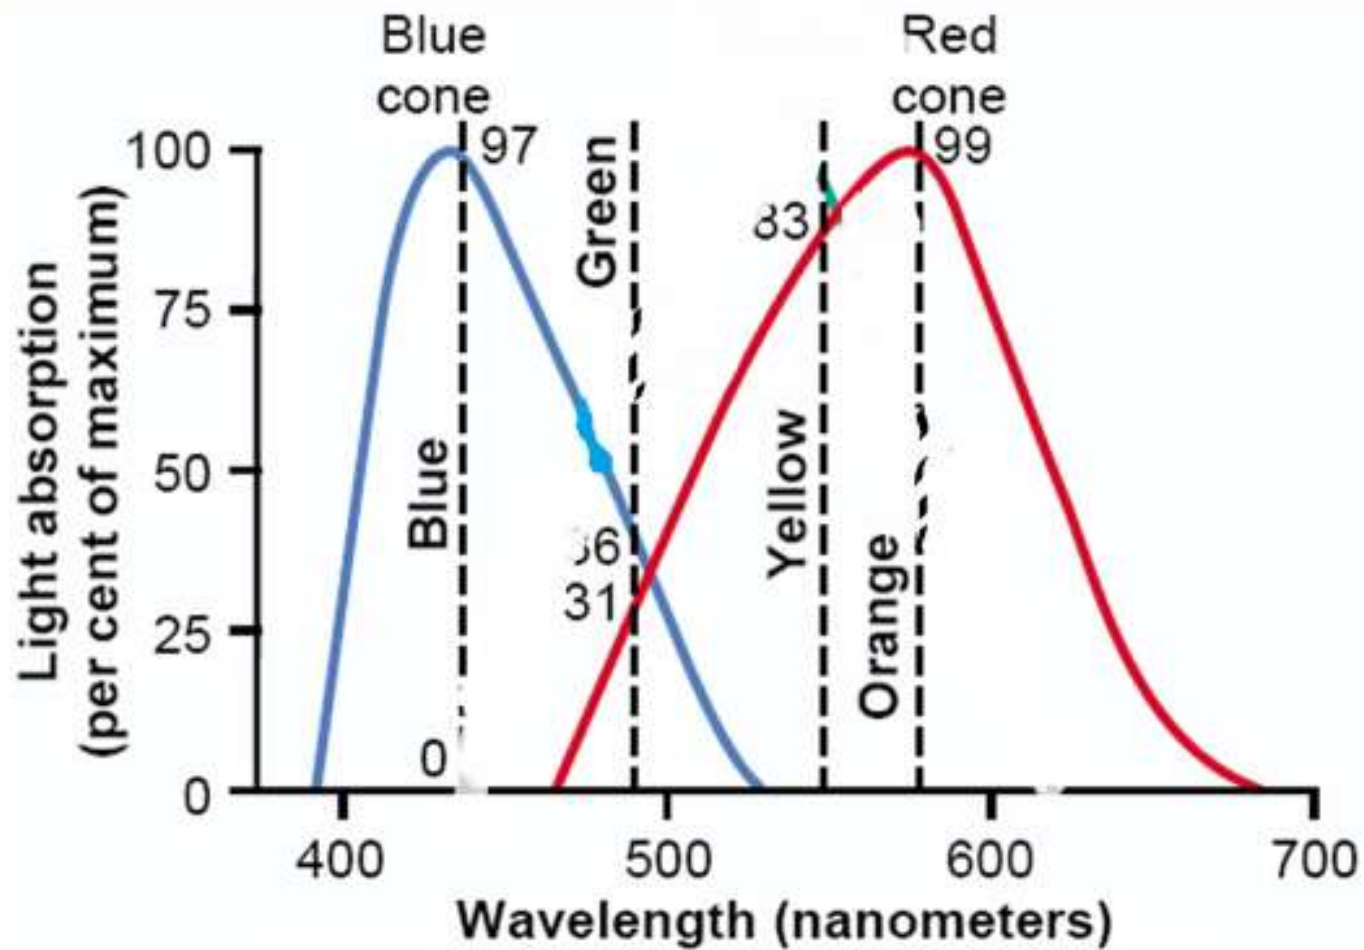 Blue
cone
Red
cone
97
99
Green
83
Blue
Yellow
Orange
36
31
0
100
75
50
25
0
Light absorption
(per cent of maximum)
400
500
600
700
Wavelength (nanometers)